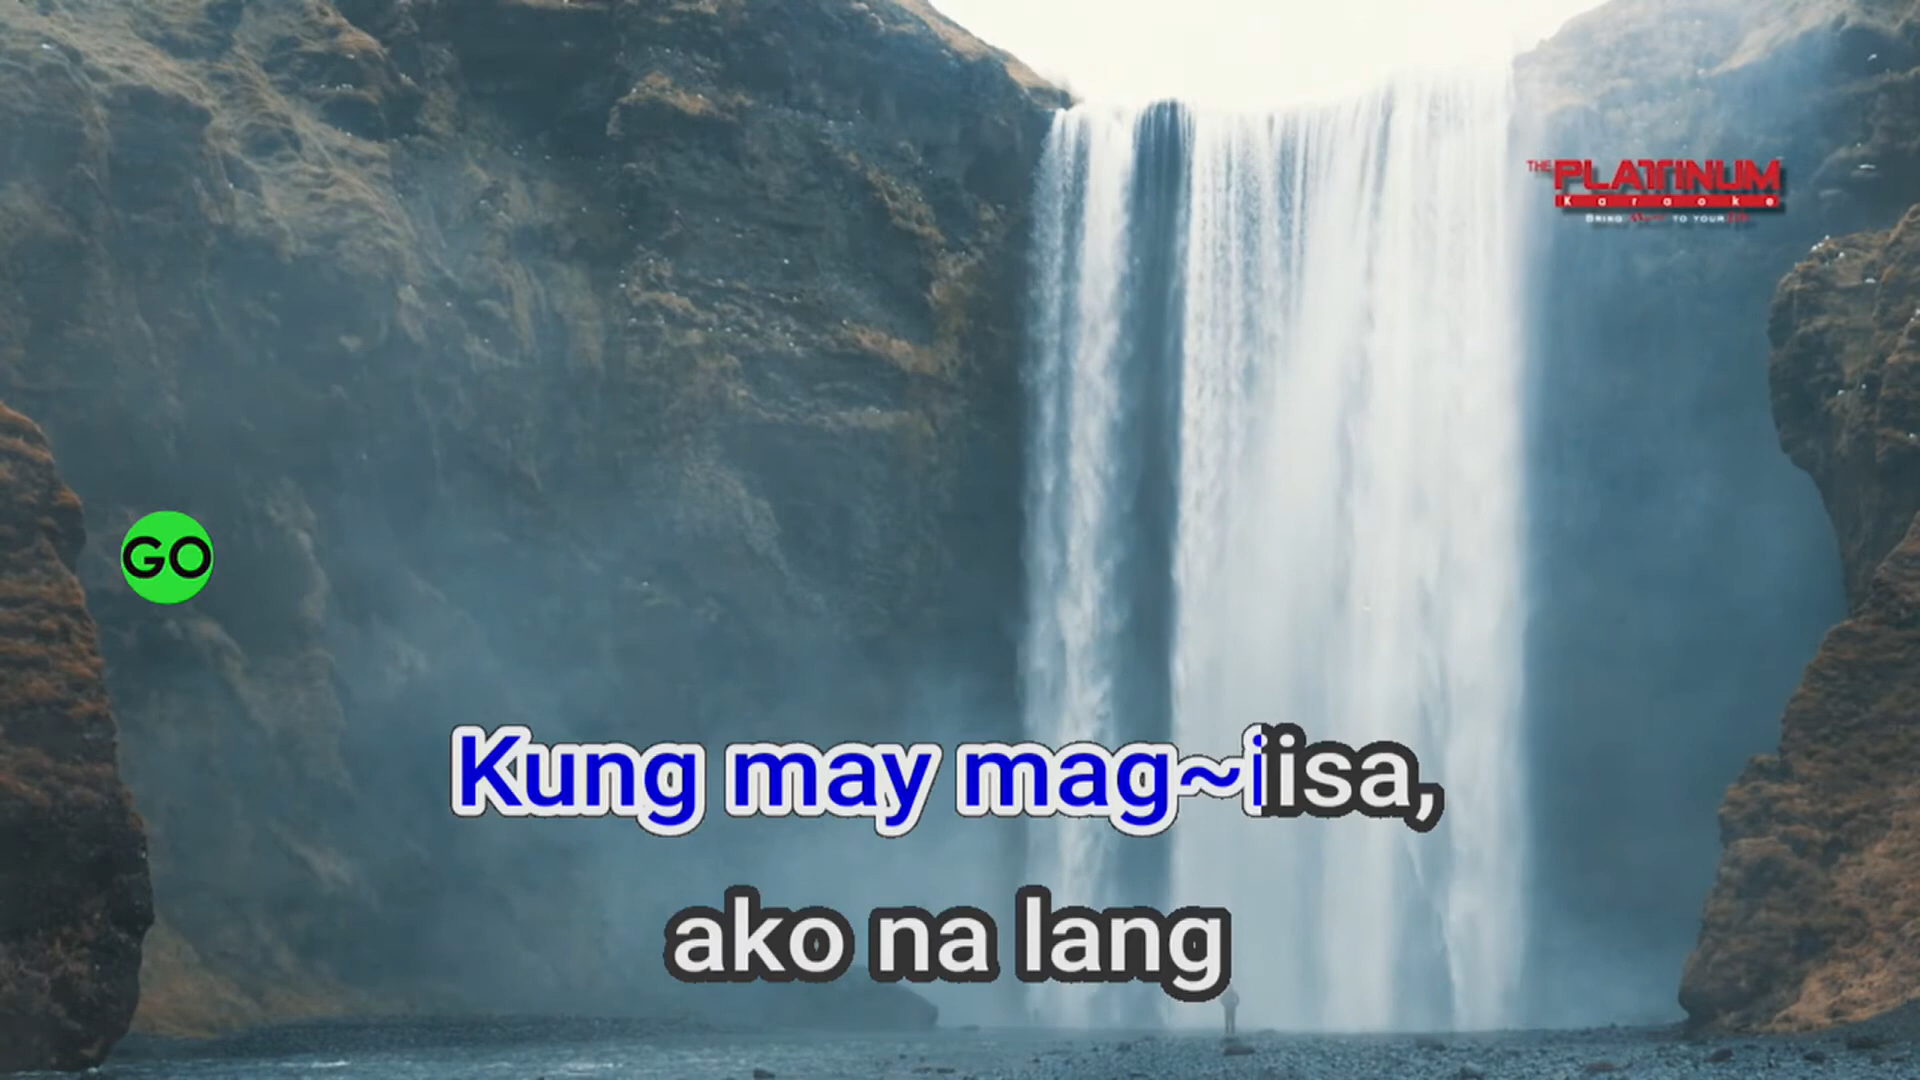 THE PLATINUM
Karaoke
BRING Music TO YOUR Life
GO
Kung may mag~iisa,
ako na lang